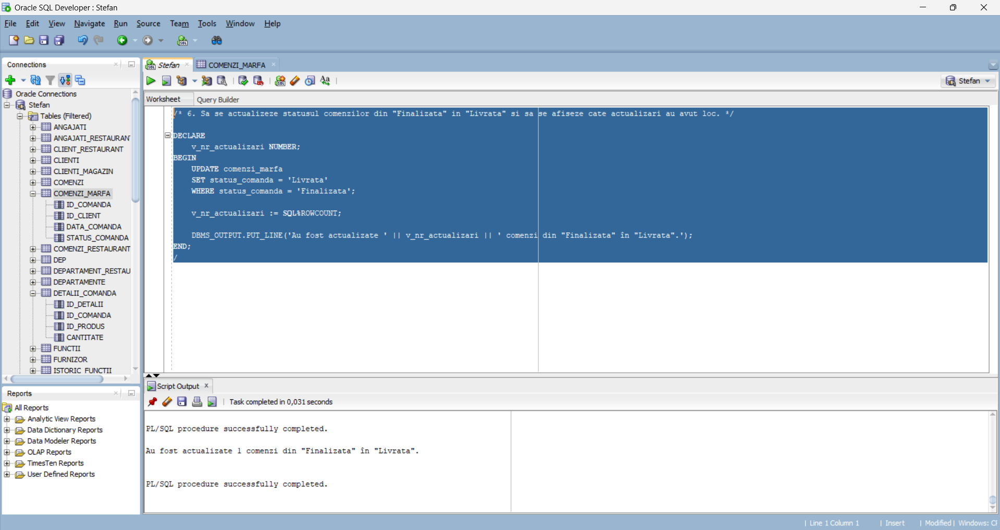 Oracle SQL Developer : Stefan
File Edit View Navigate Run Source Team Tools Window Help
Connections
Oracle Connections
Stefan
Tables (Filtered)
ANGAJATI
ANGAJATI_RESTAURAN
CLIENT_RESTAURANT
CLIENTI
CLIENTI_MAGAZIN
COMENZI
COMENZI_MARFA
ID_COMANDA
ID_CLIENT
DATA_COMANDA
STATUS_COMANDA
COMENZI_RESTAURANT
DEP
DEPARTAMENT_RESTAU
DEPARTAMENTE
DETALII_COMANDA
ID_DETALII
ID_COMANDA
ID_PRODUS
CANTITATE
FUNCTII
FURNIZOR
ISTORIC_FUNCTII
Reports
All Reports
Analytic View Reports
Data Dictionary Reports
Data Modeler Reports
OLAP Reports
TimesTen Reports
User Defined Reports
Stefan COMENZI_MARFA
Stefan
Worksheet Query Builder
/* 6. Sa se actualizeze statusul comenzilor din "Finalizata" in "Livrata" si sa se afiseze cate actualizari au avut loc. */
DECLARE
v_nr_actualizari NUMBER;
BEGIN
UPDATE comenzi_marfa
SET status_comanda = 'Livrata'
WHERE status_comanda = 'Finalizata';
v_nr_actualizari := SQL%ROWCOUNT;
DBMS_OUTPUT.PUT_LINE('Au fost actualizate ' || v_nr_actualizari || ' comenzi din "Finalizata" în "Livrata".');
END;
/
Script Output
Task completed in 0,031 seconds
PL/SQL procedure successfully completed.
Au fost actualizate 1 comenzi din "Finalizata" în "Livrata".
PL/SQL procedure successfully completed.
Line 1 Column 1 | Insert | Modified | Windows: CF